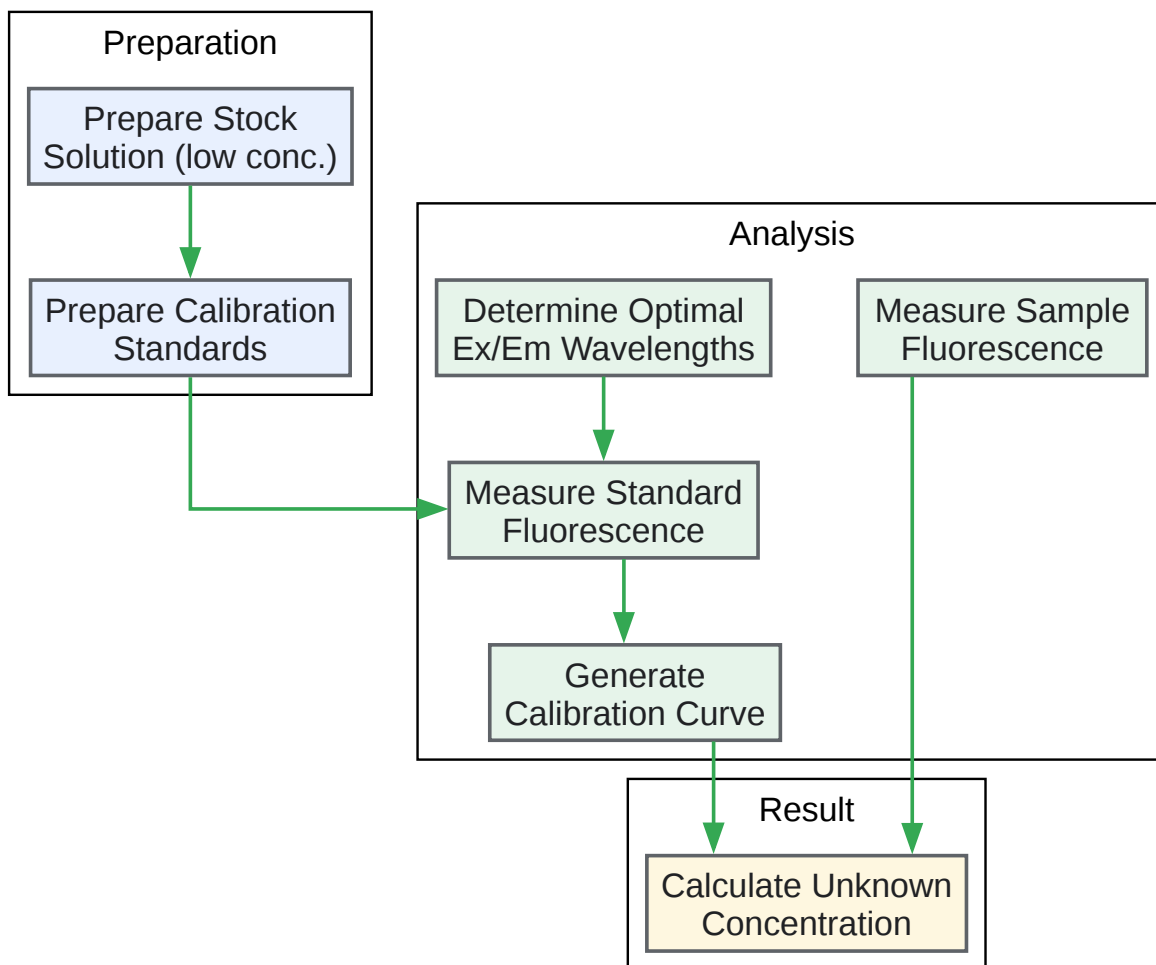 Preparation
Prepare Stock
Solution (low conc.)
Prepare Calibration
Standards
Analysis
Determine Optimal
Ex/Em Wavelengths
Measure Sample
Fluorescence
Measure Standard
Fluorescence
Generate
Calibration Curve
Result
Calculate Unknown
Concentration